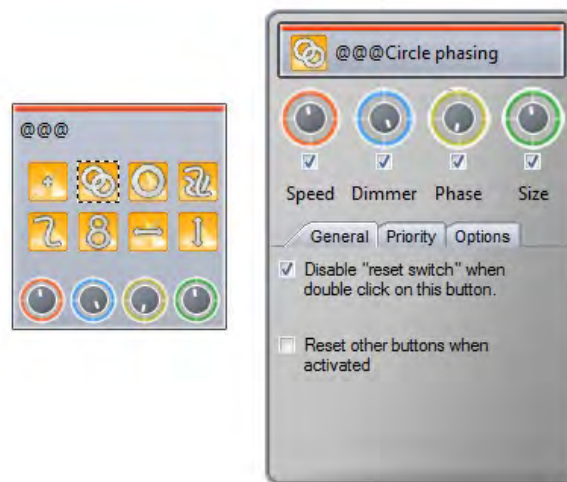 @@@
@@@Circle phasing
Speed Dimmer Phase Size
General Priority Options
Disable "reset switch" when
double click on this button.
Reset other buttons when
activated